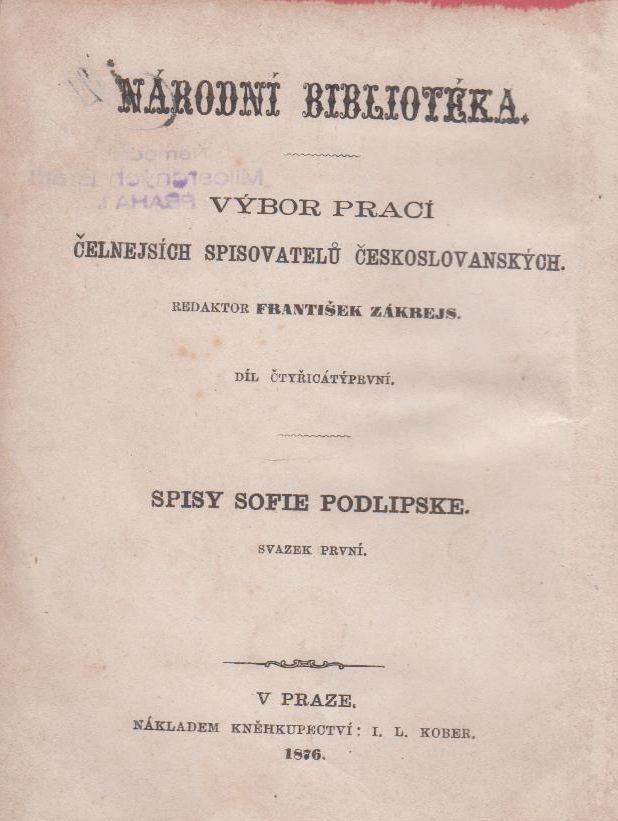 NÁRODNÍ BIBLIOTÉKA.
VÝBOR PRACÍ
ČELNEJSÍCH SPISOVATELŮ ČESKOSLOVANSKÝCH.
REDAKTOR FRANTIŠEK ZÁKREJS.
DÍL ČTYŘICÁTÝPRVNÍ.
SPISY SOFIE PODLIPSKE.
SVAZEK PRVNÍ.
V PRAZE.
NÁKLADEM KNĚHKUPECTVÍ: I. L. KOBER.
1876.